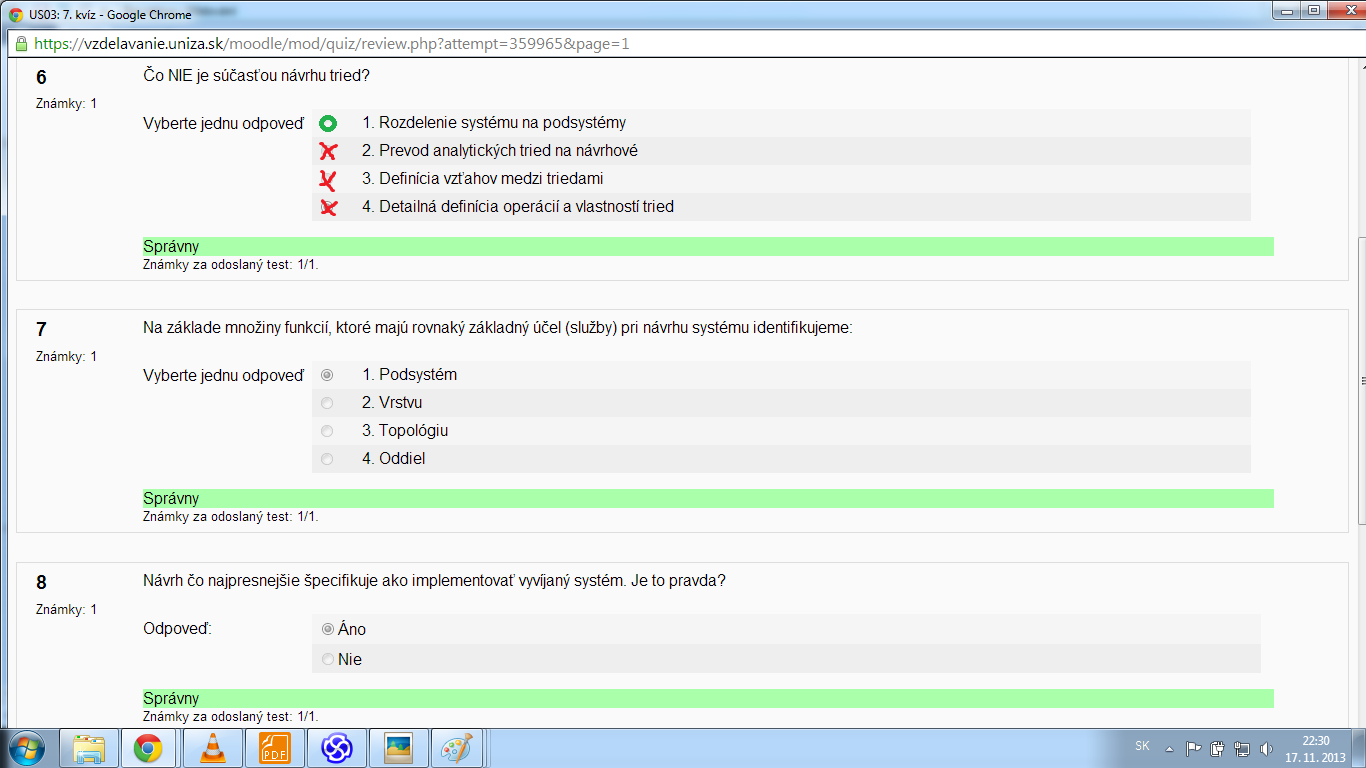 US03: 7. kvíz - Google Chrome
https://vzdelavanie.uniza.sk/moodle/mod/quiz/review.php?attempt=359965&page=1
6
Čo NIE je súčasťou návrhu tried?
Známky: 1
Vyberte jednu odpoveď
1. Rozdelenie systému na podsystémy
2. Prevod analytických tried na návrhové
3. Definícia vzťahov medzi triedami
4. Detailná definícia operácií a vlastností tried
Správny
Známky za odoslaný test: 1/1.
7
Na základe množiny funkcií, ktoré majú rovnaký základný účel (služby) pri návrhu systému identifikujeme:
Známky: 1
Vyberte jednu odpoveď
1. Podsystém
2. Vrstvu
3. Topológiu
4. Oddiel
Správny
Známky za odoslaný test: 1/1.
8
Návrh čo najpresnejšie špecifikuje ako implementovať vyvíjaný systém. Je to pravda?
Známky: 1
Odpoveď:
Áno
Nie
Správny
Známky za odoslaný test: 1/1.
PDF
SK
22:30
17. 11. 2013